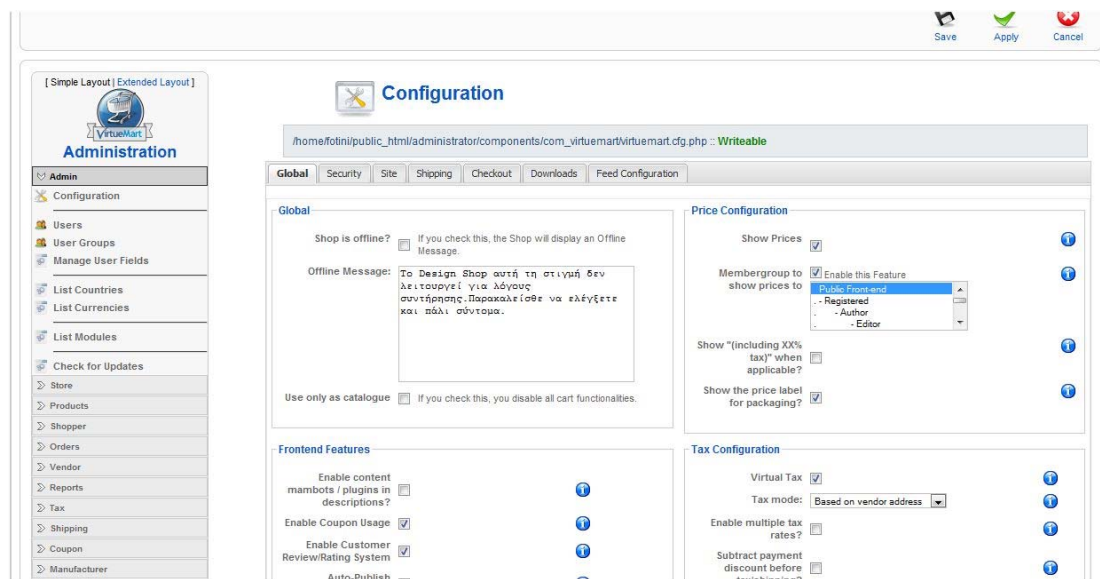 Save Apply Cancel
[ Simple Layout | Extended Layout ]
VirtueMart
Administration
Admin
Configuration
Users
User Groups
Manage User Fields
List Countries
List Currencies
List Modules
Check for Updates
Store
Products
Shopper
Orders
Vendor
Reports
Tax
Shipping
Coupon
Manufacturer
Configuration
/home/fotini/public_html/administrator/components/com_virtuemart/virtuemart.cfg.php :: Writeable
Global Security Site Shipping Checkout Downloads Feed Configuration
Global
Shop is offline? If you check this, the Shop will display an Offline
Message.
Offline Message:
Το Design Shop αυτή τη στιγμή δεν
λειτουργεί για λόγους
συντήρησης.Παρακαλείσθε να ελέγξετε
και πάλι σύντομα.
Use only as catalogue If you check this, you disable all cart functionalities.
Frontend Features
Enable content
mambots / plugins in
descriptions?
Enable Coupon Usage
Enable Customer
Review/Rating System
Auto-Publish
Price Configuration
Show Prices
Membergroup to
show prices to
Enable this Feature
Public Front-end
. - Registered
. - Author
. - Editor
Show "(including XX%
tax)" when
applicable?
Show the price label
for packaging?
Tax Configuration
Virtual Tax
Tax mode: Based on vendor address
Enable multiple tax
rates?
Subtract payment
discount before